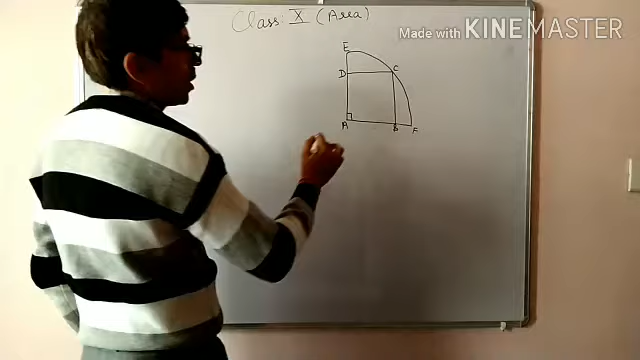 Class: X (Area)
Made with KINEMASTER
E
D C
A B F